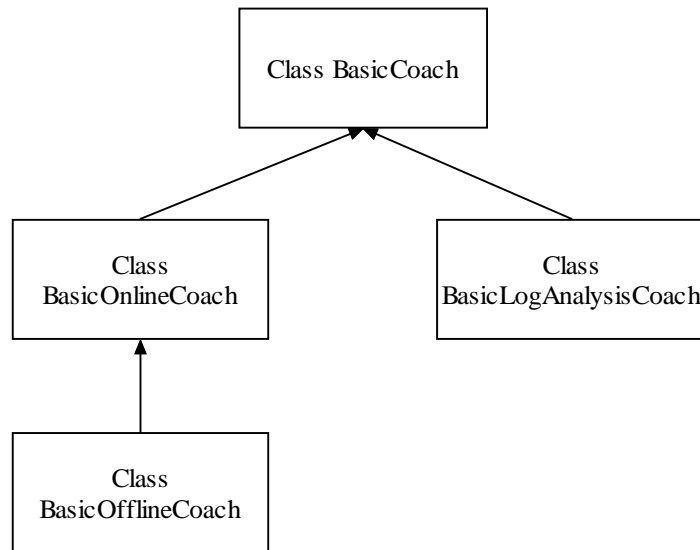 Class BasicCoach
Class
BasicOnlineCoach
Class
BasicLogAnalysisCoach
Class
BasicOfflineCoach